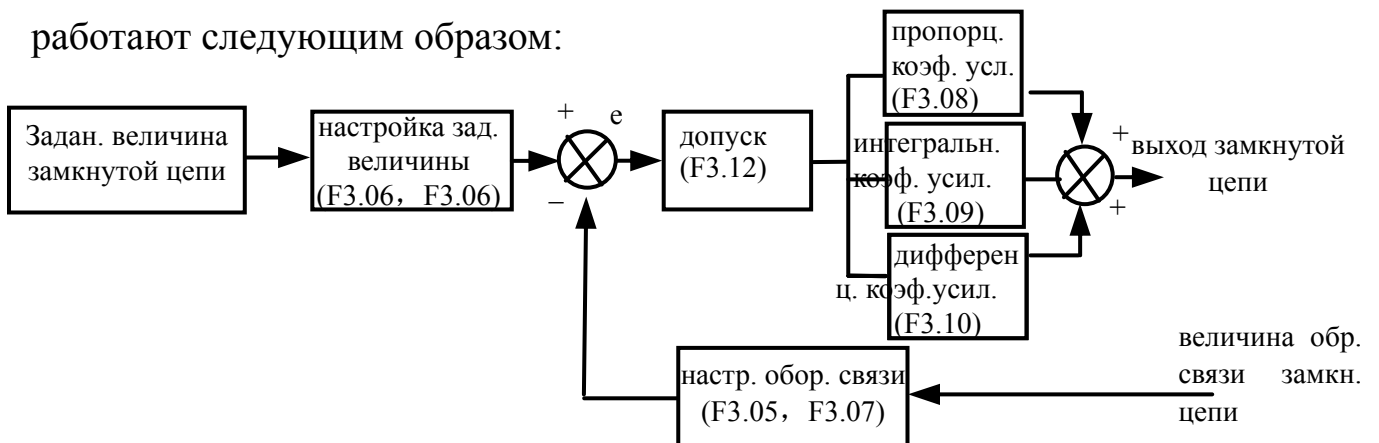 работают следующим образом:
Задан. величина
замкнутой цепи
настройка зад.
величины
(F3.06，F3.06)
+
e
−
допуск
(F3.12)
пропорц.
коэф. усл.
(F3.08)
интегральн.
коэф. усил.
(F3.09)
дифферен
ц. коэф.усил.
(F3.10)
+
+
выход замкнутой
цепи
настр. обор. связи
(F3.05，F3.07)
величина обр.
связи замкн.
цепи